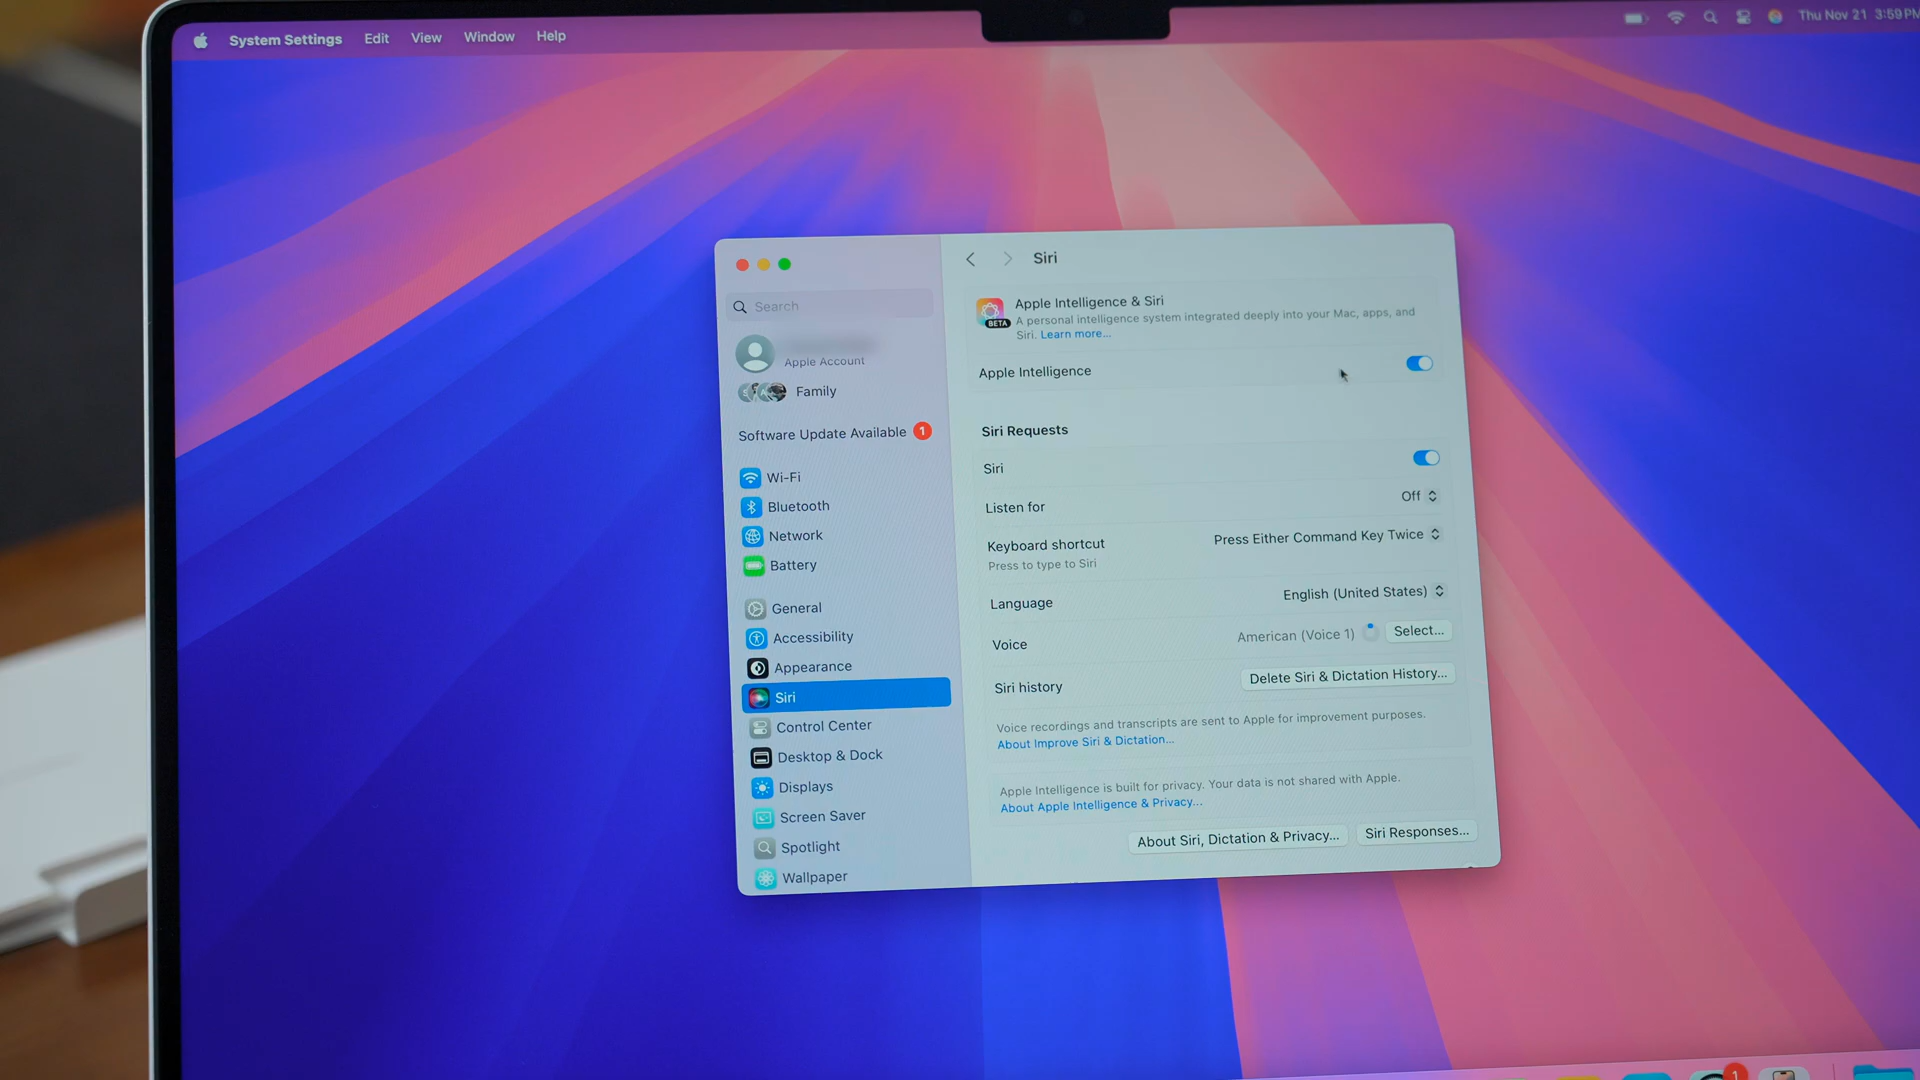 System Settings Edit View Window Help
Thu Nov 21 3:59 PM
Siri
Search
Apple Account
Family
Software Update Available 1
Wi-Fi
Bluetooth
Network
Battery
General
Accessibility
Appearance
Siri
Control Center
Desktop & Dock
Displays
Screen Saver
Spotlight
Wallpaper
BETA
Apple Intelligence & Siri
A personal intelligence system integrated deeply into your Mac, apps, and
Siri. Learn more...
Apple Intelligence
Siri Requests
Siri
Listen for Off
Keyboard shortcut Press Either Command Key Twice
Press to type to Siri
Language English (United States)
Voice American (Voice 1) Select...
Siri history Delete Siri & Dictation History...
Voice recordings and transcripts are sent to Apple for improvement purposes.
About Improve Siri & Dictation...
Apple Intelligence is built for privacy. Your data is not shared with Apple.
About Apple Intelligence & Privacy...
About Siri, Dictation & Privacy... Siri Responses...
1